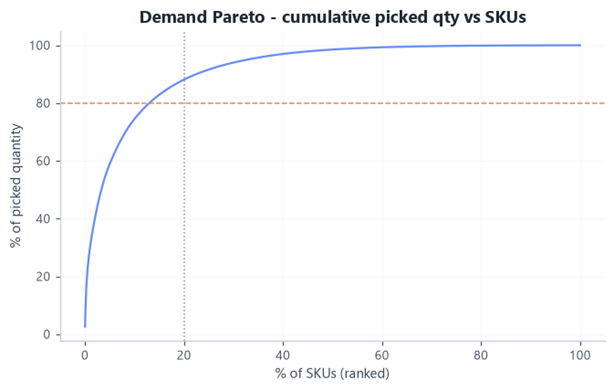 Demand Pareto - cumulative picked qty vs SKUs
% of picked quantity
100
80
60
40
20
0
0 20 40 60 80 100
% of SKUs (ranked)